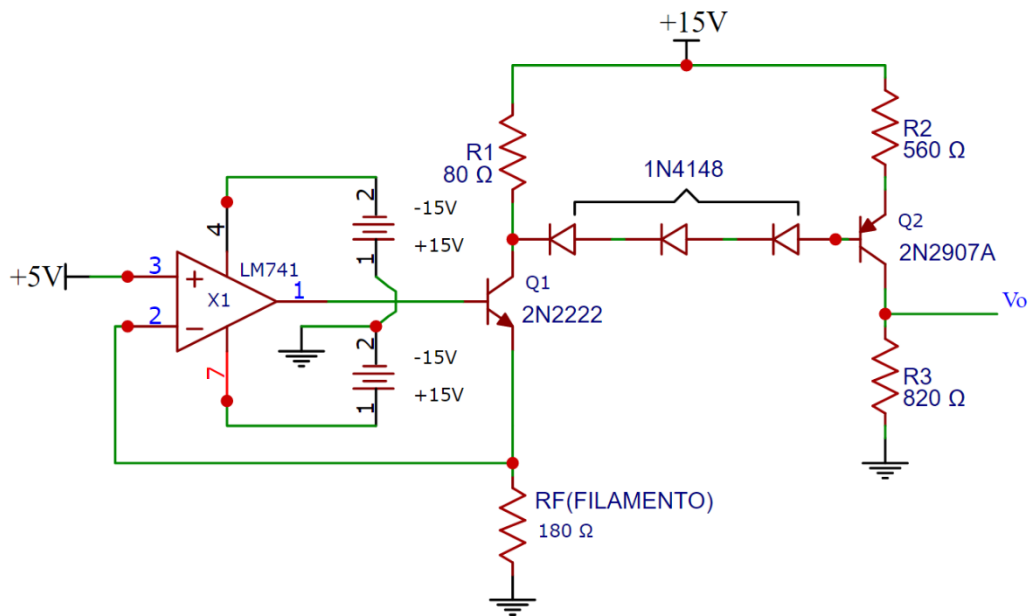 +15V
R1
80 Ω
R2
560 Ω
1N4148
2
-15V
+15V
1
4
LM741
+5V
3
+
X1
1
2
−
7
Q1
2N2222
Q2
2N2907A
Vo
2
-15V
+15V
1
R3
820 Ω
RF(FILAMENTO)
180 Ω